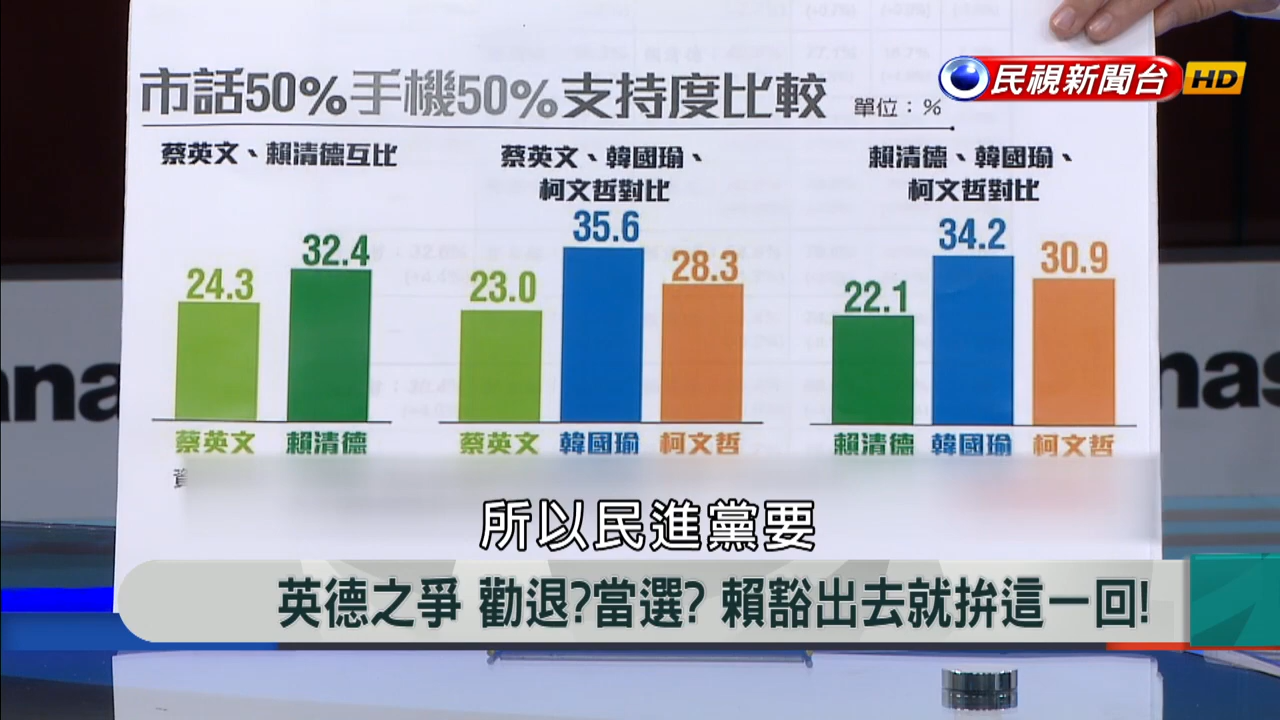 市話50%手機50%支持度比較 單位：%
民視新聞台 HD
蔡英文、賴清德互比
24.3
32.4
蔡英文
賴清德
蔡英文、韓國瑜、
柯文哲對比
23.0
35.6
28.3
蔡英文
韓國瑜
柯文哲
賴清德、韓國瑜、
柯文哲對比
22.1
34.2
30.9
賴清德
韓國瑜
柯文哲
所以民進黨要
英德之爭 勸退?當選? 賴豁出去就拚這一回!